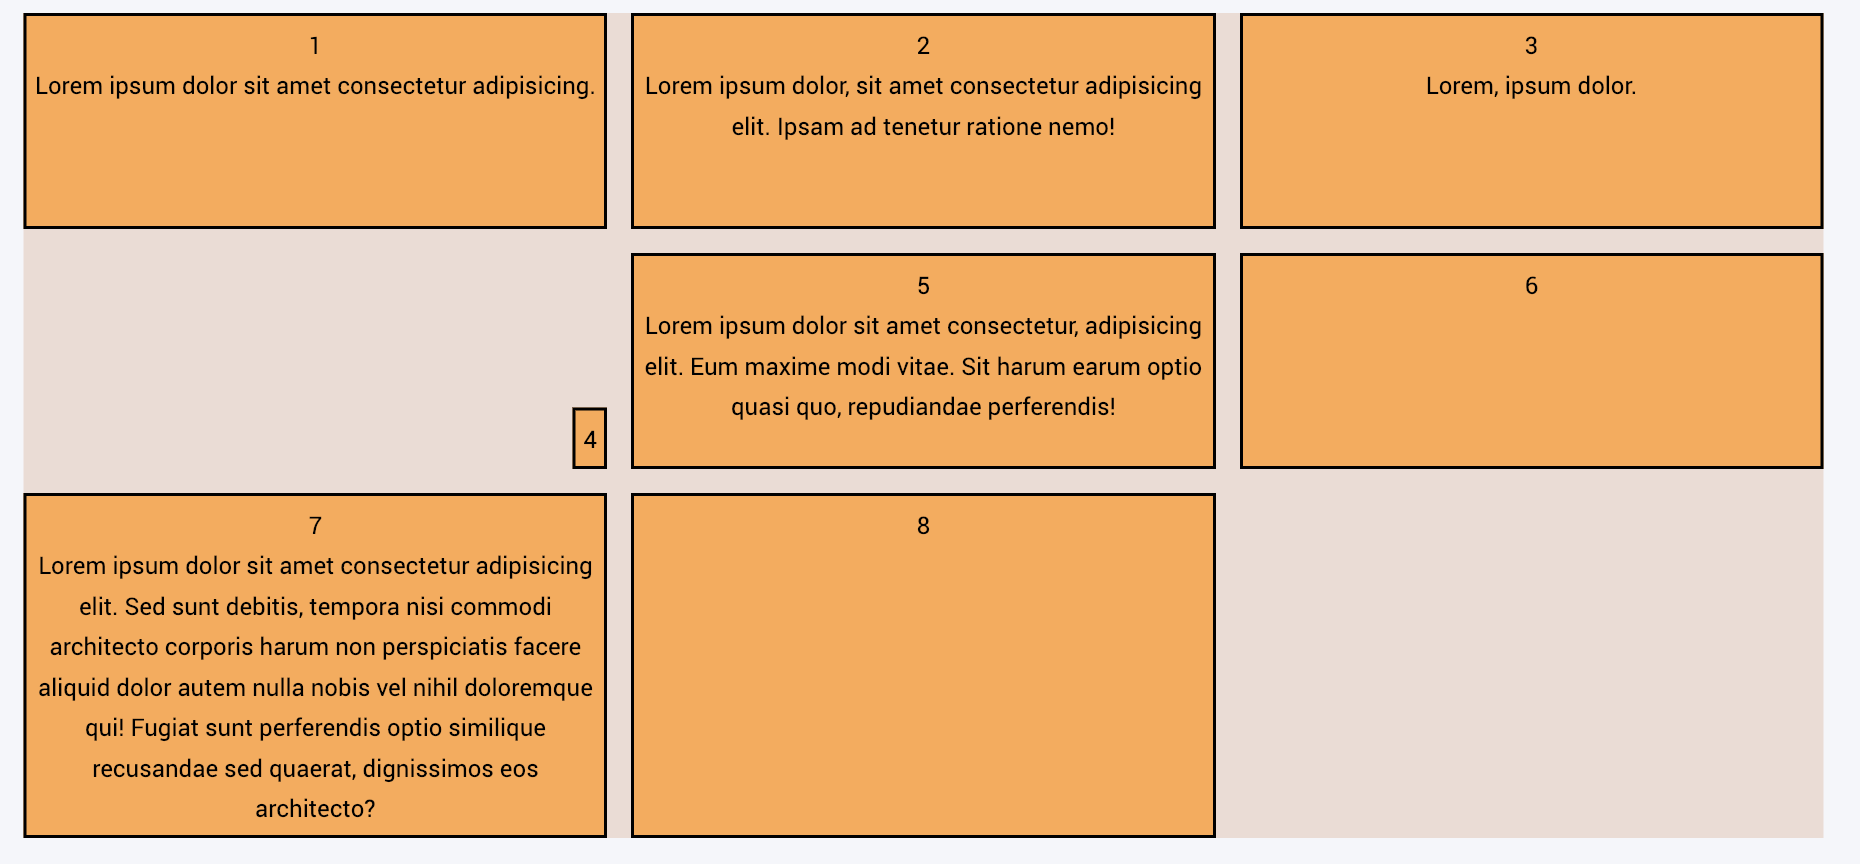 1
Lorem ipsum dolor sit amet consectetur adipisicing.
2
Lorem ipsum dolor, sit amet consectetur adipisicing
elit. Ipsam ad tenetur ratione nemo!
3
Lorem, ipsum dolor.
4
5
Lorem ipsum dolor sit amet consectetur, adipisicing
elit. Eum maxime modi vitae. Sit harum earum optio
quasi quo, repudiandae perferendis!
6
7
Lorem ipsum dolor sit amet consectetur adipisicing
elit. Sed sunt debitis, tempora nisi commodi
architecto corporis harum non perspiciatis facere
aliquid dolor autem nulla nobis vel nihil doloremque
qui! Fugiat sunt perferendis optio similique
recusandae sed quaerat, dignissimos eos
architecto?
8